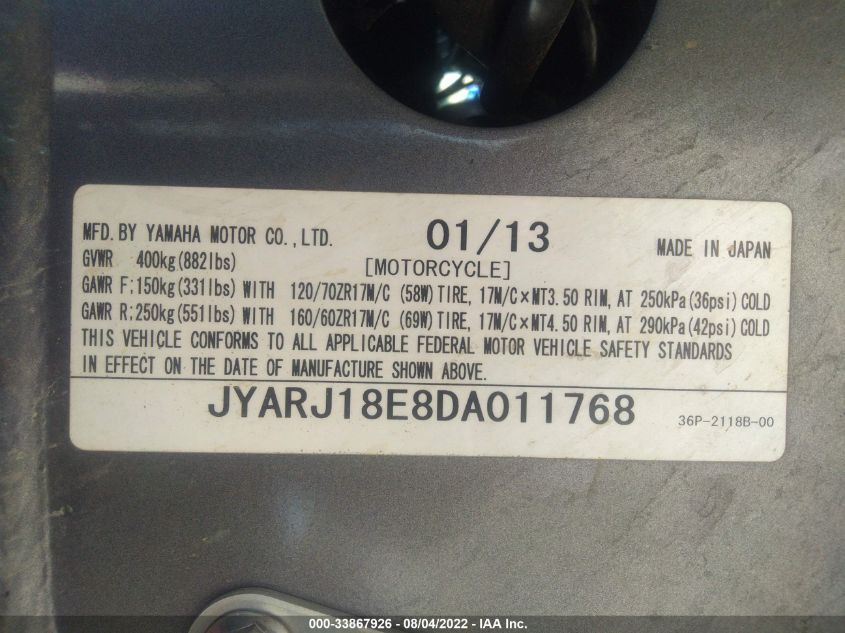 MFD. BY YAMAHA MOTOR CO., LTD. 01/13 MADE IN JAPAN
GVWR 400kg(882lbs) [MOTORCYCLE]
GAWR F:150kg(331lbs) WITH 120/70ZR17M/C (58W) TIRE, 17M/C×MT3.50 RIM, AT 250kPa(36psi) COLD
GAWR R:250kg(551lbs) WITH 160/60ZR17M/C (69W) TIRE, 17M/C×MT4.50 RIM, AT 290kPa(42psi) COLD
THIS VEHICLE CONFORMS TO ALL APPLICABLE FEDERAL MOTOR VEHICLE SAFETY STANDARDS
IN EFFECT ON THE DATE OF MANUFACTURE SHOWN ABOVE.
JYARJ18E8DA011768 36P-2118B-00
000-33867926 - 08/04/2022 - IAA Inc.